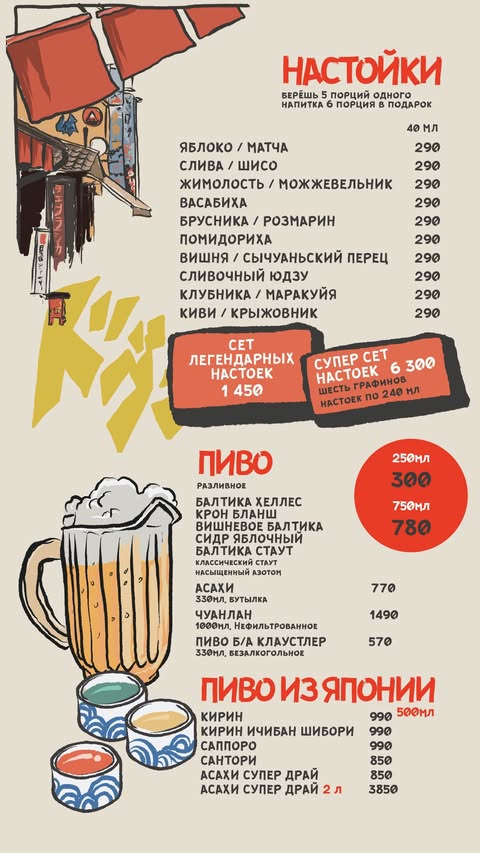 НАСТОЙКИ
БЕРЁШЬ 5 ПОРЦИЙ ОДНОГО
НАПИТКА 6 ПОРЦИЯ В ПОДАРОК
40 МЛ
ЯБЛОКО / МАТЧА 290
СЛИВА / ШИСО 290
ЖИМОЛОСТЬ / МОЖЖЕВЕЛЬНИК 290
ВАСАБИХА 290
БРУСНИКА / РОЗМАРИН 290
ПОМИДОРИХА 290
ВИШНЯ / СЫЧУАНЬСКИЙ ПЕРЕЦ 290
СЛИВОЧНЫЙ ЮДЗУ 290
КЛУБНИКА / МАРАКУЙЯ 290
КИВИ / КРЫЖОВНИК 290
СЕТ
ЛЕГЕНДАРНЫХ
НАСТОЕК
1 450
СУПЕР СЕТ
НАСТОЕК 6 300
ШЕСТЬ ГРАФИНОВ
НАСТОЕК ПО 240 МЛ
ПИВО
РАЗЛИВНОЕ
БАЛТИКА ХЕЛЛЕС
КРОН БЛАНШ
ВИШНЕВОЕ БАЛТИКА
СИДР ЯБЛОЧНЫЙ
БАЛТИКА СТАУТ
КЛАССИЧЕСКИЙ СТАУТ
НАСЫЩЕННЫЙ АЗОТОМ
250МЛ
300
750МЛ
780
АСАХИ 770
330МЛ, БУТЫЛКА
ЧУАНЛАН 1490
1000МЛ, НЕФИЛЬТРОВАННОЕ
ПИВО Б/А КЛАУСТЛЕР 570
330МЛ, БЕЗАЛКОГОЛЬНОЕ
ПИВО ИЗ ЯПОНИИ
500МЛ
КИРИН 990
КИРИН ИЧИБАН ШИБОРИ 990
САППОРО 990
САНТОРИ 850
АСАХИ СУПЕР ДРАЙ 850
АСАХИ СУПЕР ДРАЙ 2 Л 3850